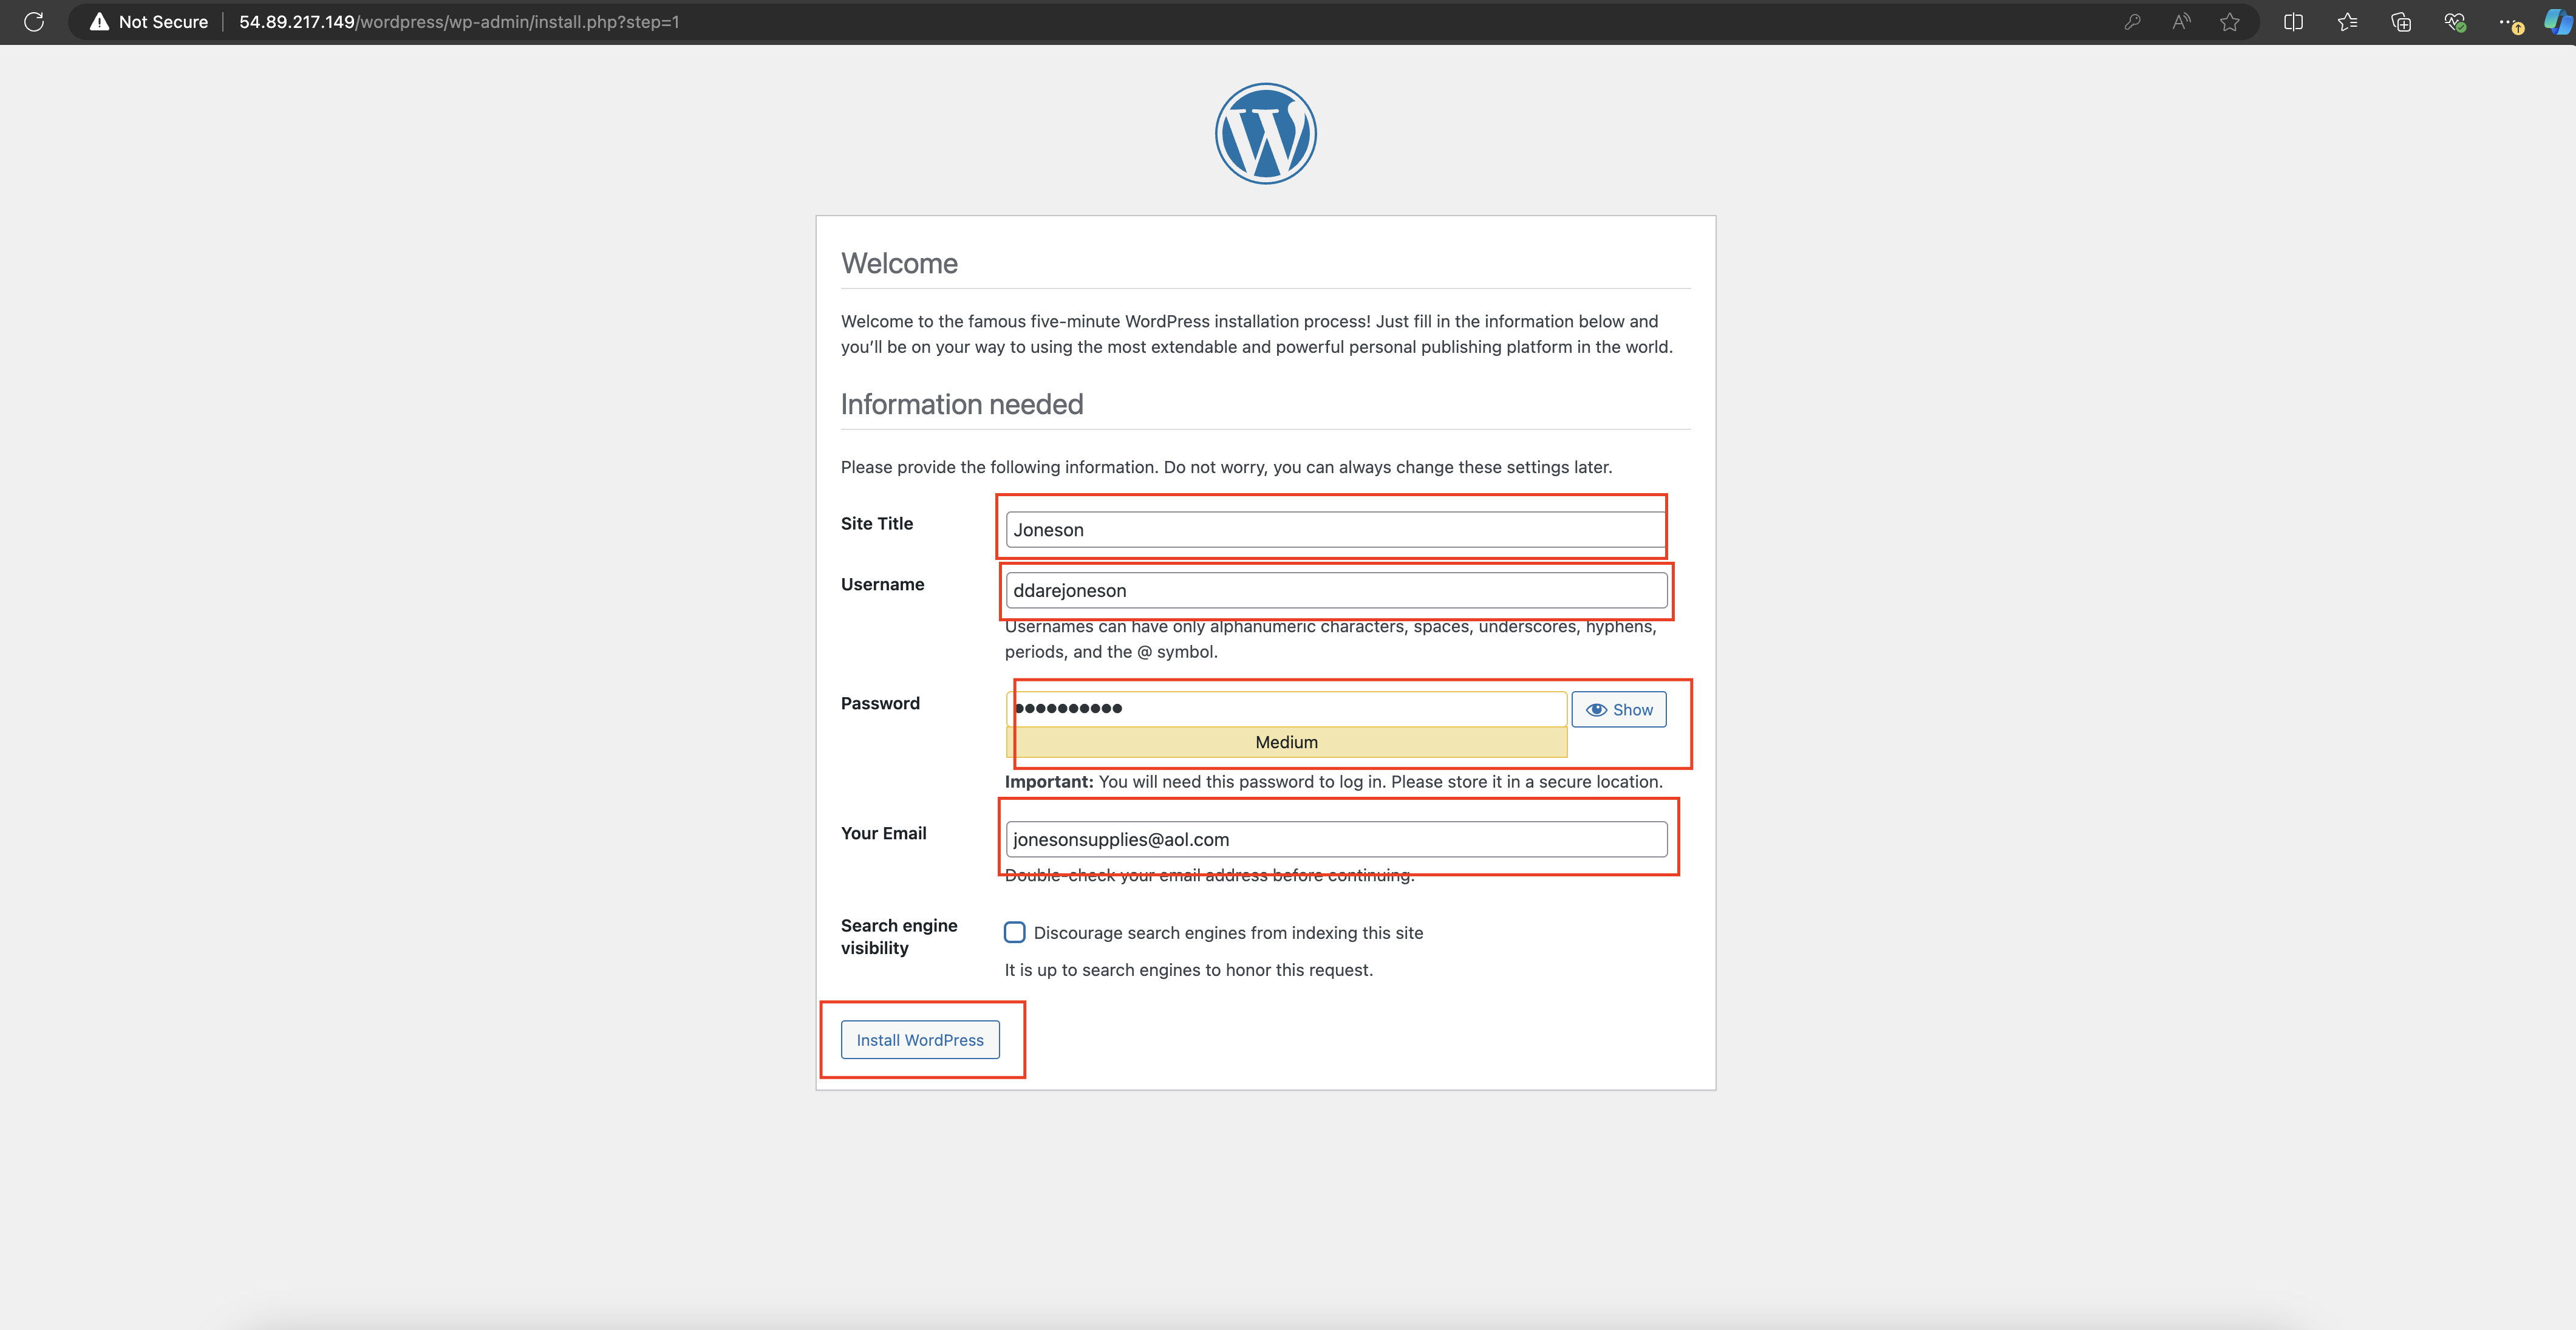 Not Secure 54.89.217.149/wordpress/wp-admin/install.php?step=1
Welcome
Welcome to the famous five-minute WordPress installation process! Just fill in the information below and
you’ll be on your way to using the most extendable and powerful personal publishing platform in the world.
Information needed
Please provide the following information. Do not worry, you can always change these settings later.
Site Title
Joneson
Username
ddarejoneson
Usernames can have only alphanumeric characters, spaces, underscores, hyphens,
periods, and the @ symbol.
Password
●●●●●●●●●●
Show
Medium
Important: You will need this password to log in. Please store it in a secure location.
Your Email
jonesonsupplies@aol.com
Double-check your email address before continuing.
Search engine
visibility
Discourage search engines from indexing this site
It is up to search engines to honor this request.
Install WordPress